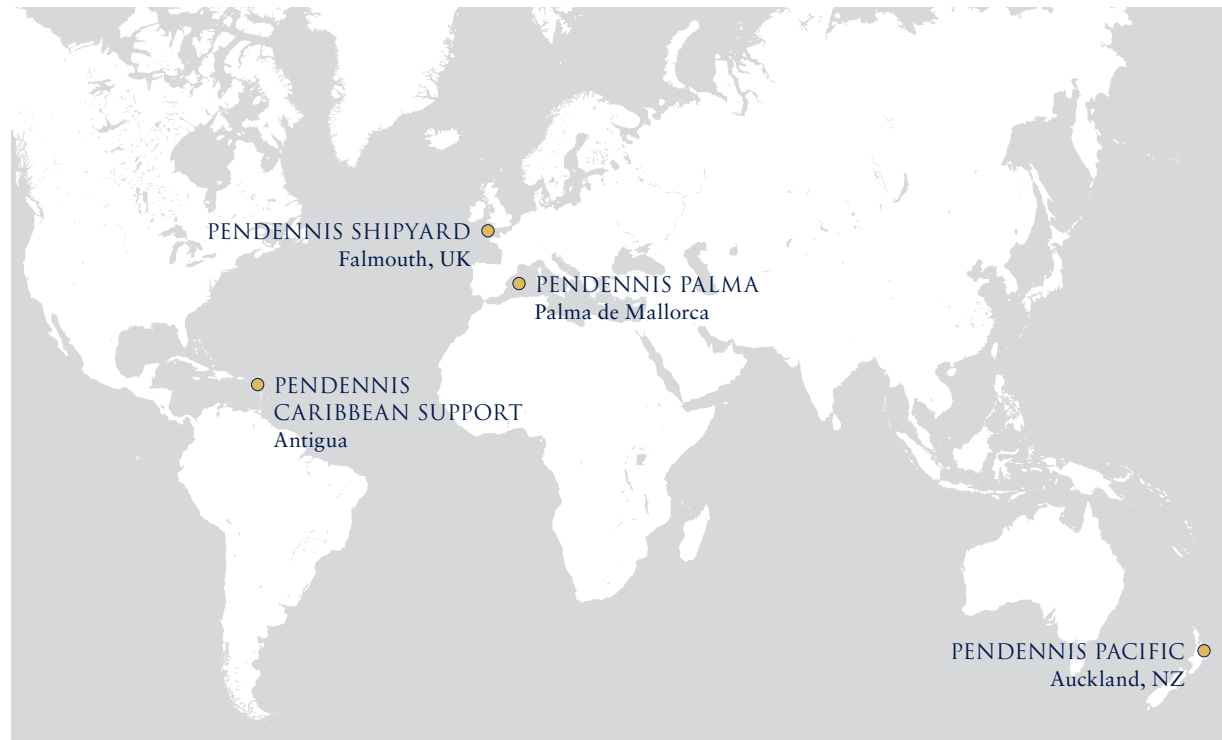 PENDENNIS SHIPYARD
Falmouth, UK
PENDENNIS PALMA
Palma de Mallorca
PENDENNIS
CARIBBEAN SUPPORT
Antigua
PENDENNIS PACIFIC
Auckland, NZ